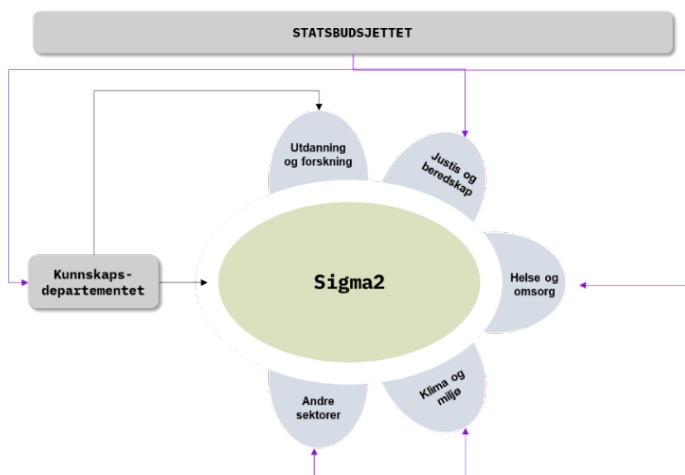 STATSBUDSJETTET
Utdanning
og forskning
Justis og
beredskap
Kunnskaps-
departementet
Sigma2
Helse og
omsorg
Andre
sektorer
Klima og
miljø